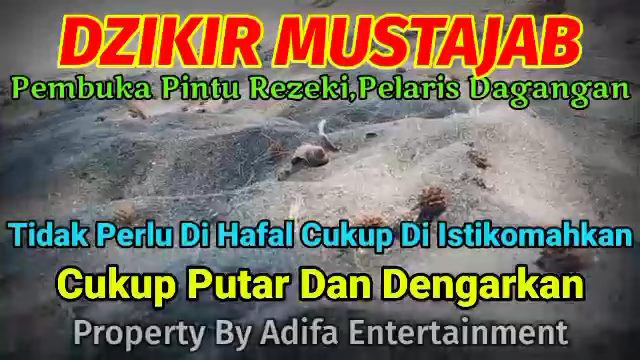 DZIKIR MUSTAJAB
Pembuka Pintu Rezeki,Pelaris Dagangan
Tidak Perlu Di Hafal Cukup Di Istikomahkan
Cukup Putar Dan Dengarkan
Property By Adifa Entertainment